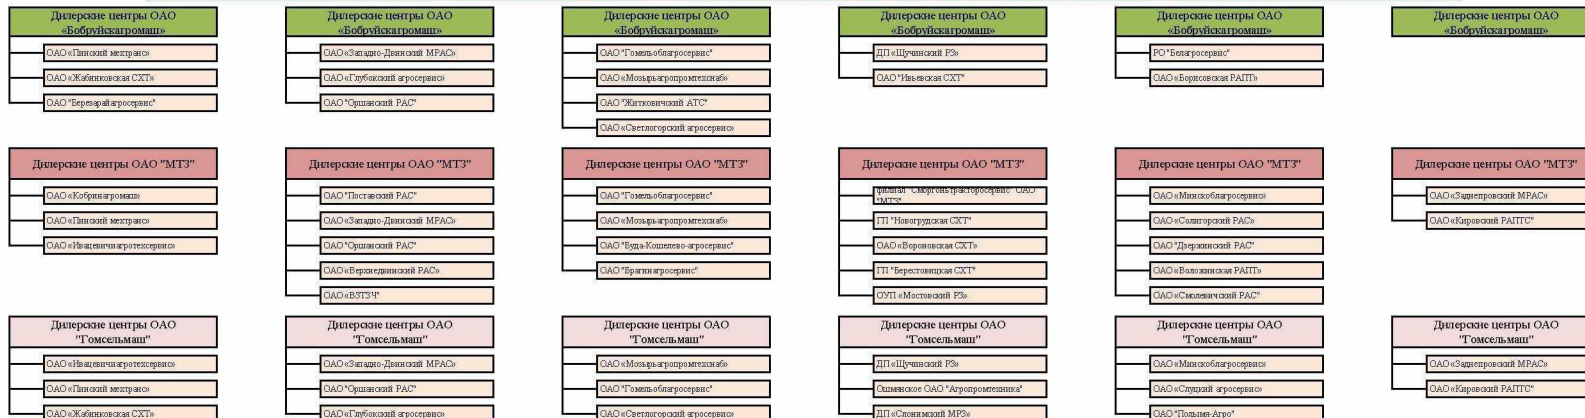 Дилерские центры ОАО
«Бобруйскагромаш»
ОАО «Пинский мехтранс»
ОАО «Жабинковская СХТ»
ОАО "Березарайагросервис"
Дилерские центры ОАО
«Бобруйскагромаш»
ОАО «Западно-Двинский МРАС»
ОАО «Глубокский агросервис»
ОАО "Оршанский РАС"
Дилерские центры ОАО
«Бобруйскагромаш»
ОАО "Гомельоблагросервис"
ОАО «Мозырьагропромтехснаб»
ОАО "Житковичский АТС"
ОАО «Светлогорский агросервис»
Дилерские центры ОАО
«Бобруйскагромаш»
ДП «Щучинский РЗ»
ОАО "Ивьевская СХТ"
Дилерские центры ОАО
«Бобруйскагромаш»
РО "Белагросервис"
ОАО «Борисовская РАПТ»
Дилерские центры ОАО
«Бобруйскагромаш»
Дилерские центры ОАО "МТЗ"
ОАО «Кобринагромаш»
ОАО «Пинский мехтранс»
ОАО «Ивацевичиагротехсервис»
Дилерские центры ОАО "МТЗ"
ОАО "Поставский РАС"
ОАО «Западно-Двинский МРАС»
ОАО "Оршанский РАС"
ОАО «Верхнедвинский РАС»
ОАО «ВЗТЗЧ"
Дилерские центры ОАО "МТЗ"
ОАО "Гомельоблагросервис"
ОАО «Мозырьагропромтехснаб»
ОАО "Буда-Кошелево-агросервис"
ОАО "Брагинагросервис"
Дилерские центры ОАО "МТЗ"
филиал "Сморгоньтракторосервис" ОАО
"МТЗ"
ГП "Новогрудская СХТ"
ОАО «Вороновская СХТ»
ГП "Берестовицкая СХТ"
ОУП «Мостовский РЗ»
Дилерские центры ОАО "МТЗ"
ОАО «Минскоблагросервис»
ОАО «Солигорский РАС»
ОАО "Дзержинский РАС"
ОАО «Воложинская РАПТ»
ОАО «Смолевичский РАС"
Дилерские центры ОАО "МТЗ"
ОАО «Заднепровский МРАС»
ОАО «Кировский РАПТС"
Дилерские центры ОАО
"Гомсельмаш"
ОАО «Ивацевичиагротехсервис»
ОАО «Пинский мехтранс»
ОАО «Жабинковская СХТ»
Дилерские центры ОАО
"Гомсельмаш"
ОАО «Западно-Двинский МРАС»
ОАО "Оршанский РАС"
ОАО «Глубокский агросервис»
Дилерские центры ОАО
"Гомсельмаш"
ОАО «Мозырьагропромтехснаб»
ОАО "Гомельоблагросервис"
ОАО «Светлогорский агросервис»
Дилерские центры ОАО
"Гомсельмаш"
ДП «Щучинский РЗ»
Ошмянское ОАО "Агропромтехника"
ДП «Слонимский МРЗ»
Дилерские центры ОАО
"Гомсельмаш"
ОАО «Минскоблагросервис»
ОАО «Слуцкий агросервис»
ОАО "Полымя-Агро"
Дилерские центры ОАО
"Гомсельмаш"
ОАО «Заднепровский МРАС»
ОАО «Кировский РАПТС"